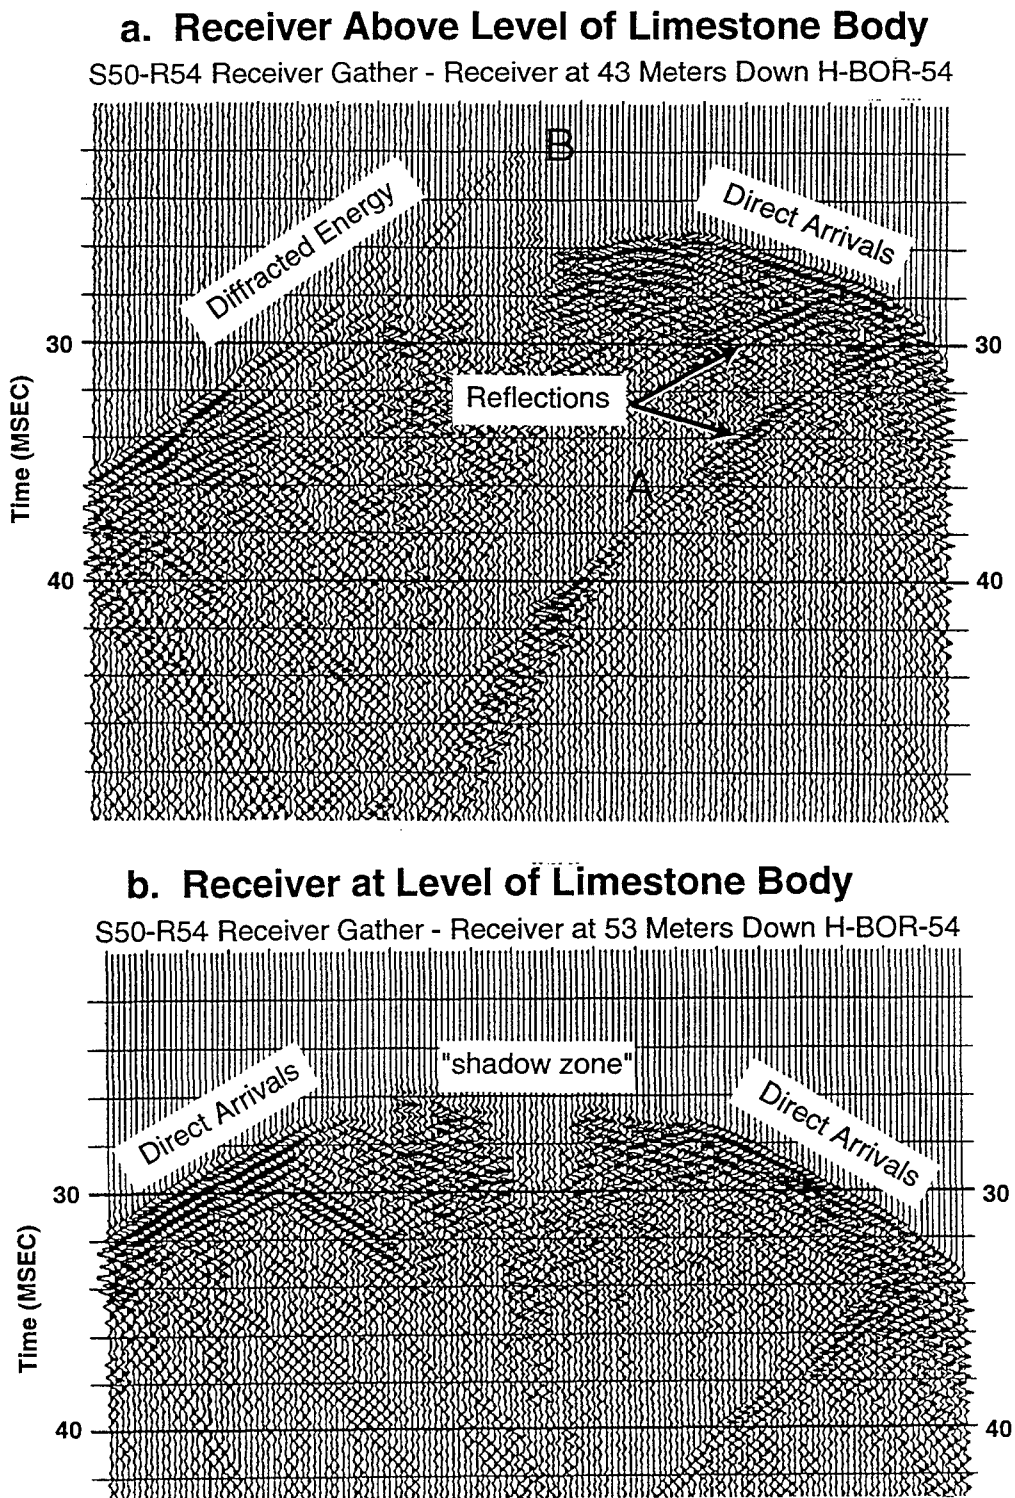 a. Receiver Above Level of Limestone Body
S50-R54 Receiver Gather - Receiver at 43 Meters Down H-BOR-54
B
Diffracted Energy
Direct Arrivals
30
30
Reflections
Time (MSEC)
A
40
40
b. Receiver at Level of Limestone Body
S50-R54 Receiver Gather - Receiver at 53 Meters Down H-BOR-54
"shadow zone"
Direct Arrivals
Direct Arrivals
30
30
Time (MSEC)
40
40